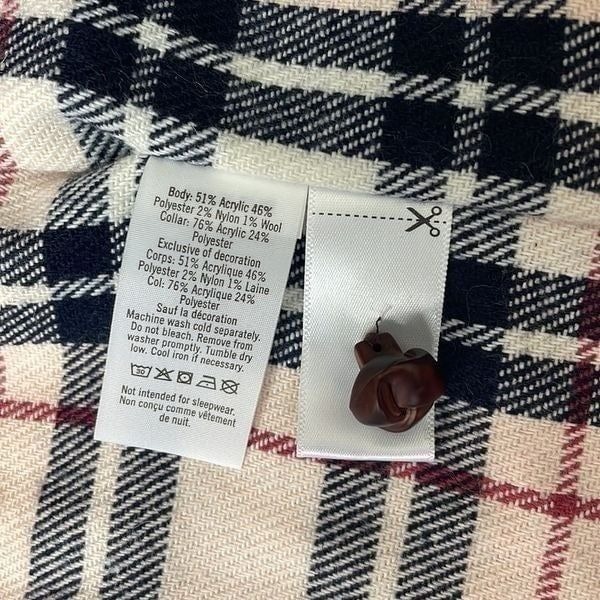 Body: 51% Acrylic 46%
Polyester 2% Nylon 1% Wool
Collar: 76% Acrylic 24%
Polyester
Exclusive of decoration
Corps: 51% Acrylique 46%
Polyester 2% Nylon 1% Laine
Col: 76% Acrylique 24%
Polyester
Sauf la décoration
Machine wash cold separately.
Do not bleach. Remove from
washer promptly. Tumble dry
low. Cool iron if necessary.
30
Not intended for sleepwear.
Non conçu comme vêtement
de nuit.